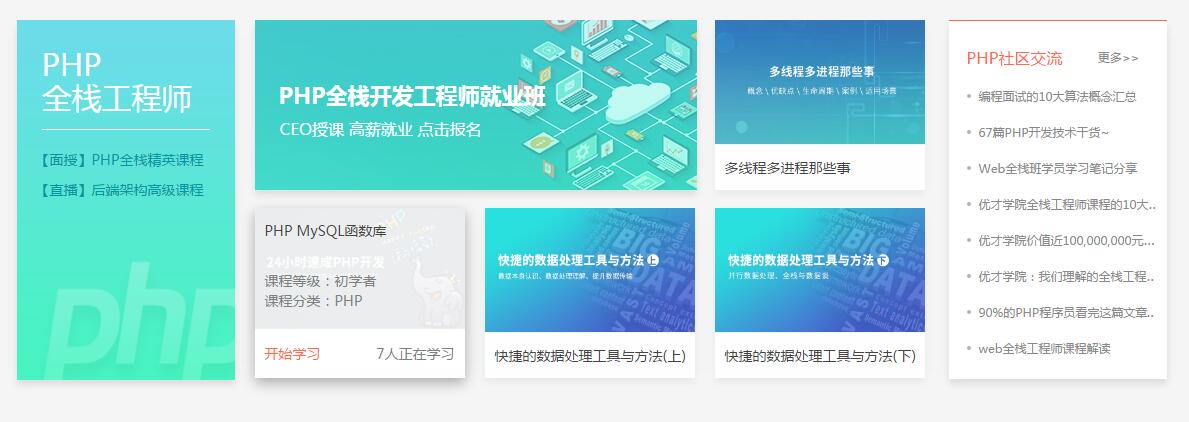 PHP
全栈工程师
【面授】PHP全栈精英课程
【直播】后端架构高级课程
php
PHP全栈开发工程师就业班
CEO授课 高薪就业 点击报名
多线程多进程那些事
概念 \ 优缺点 \ 生命周期 \ 案例 \ 适用场景
多线程多进程那些事
PHP MySQL函数库
24小时速成PHP开发
课程等级：初学者
课程分类：PHP
开始学习
7人正在学习
快捷的数据处理工具与方法 上
数据本身认识、数据处理理解、提升数据传输
BIG
DATA
快捷的数据处理工具与方法(上)
快捷的数据处理工具与方法 下
并行数据处理、全栈与数据谈
BIG
DATA
快捷的数据处理工具与方法(下)
PHP社区交流
更多>>
编程面试的10大算法概念汇总
67篇PHP开发技术干货~
Web全栈班学员学习笔记分享
优才学院全栈工程师课程的10大...
优才学院价值近100,000,000元...
优才学院：我们理解的全栈工程...
90%的PHP程序员看完这篇文章...
web全栈工程师课程解读